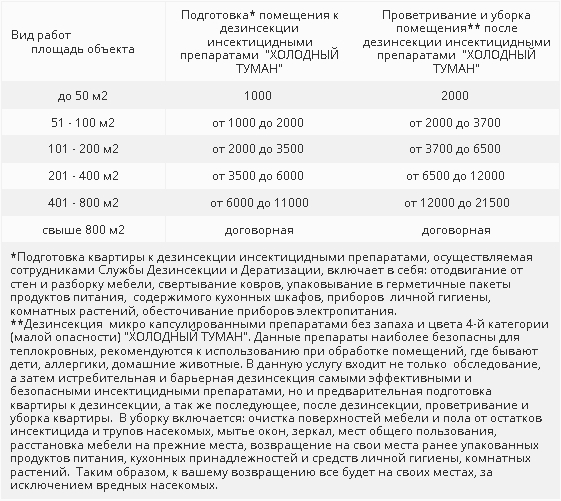 Вид работ
площадь объекта
Подготовка* помещения к
дезинсекции
инсектицидными
препаратами "ХОЛОДНЫЙ
ТУМАН"
Проветривание и уборка
помещения** после
дезинсекции инсектицидными
препаратами "ХОЛОДНЫЙ
ТУМАН"
до 50 м2 1000 2000
51 - 100 м2 от 1000 до 2000 от 2000 до 3700
101 - 200 м2 от 2000 до 3500 от 3700 до 6500
201 - 400 м2 от 3500 до 6000 от 6500 до 12000
401 - 800 м2 от 6000 до 11000 от 12000 до 21500
свыше 800 м2 договорная договорная
*Подготовка квартиры к дезинсекции инсектицидными препаратами, осуществляемая
сотрудниками Службы Дезинсекции и Дератизации, включает в себя: отодвигание от
стен и разборку мебели, свертывание ковров, упаковывание в герметичные пакеты
продуктов питания, содержимого кухонных шкафов, приборов личной гигиены,
комнатных растений, обесточивание приборов электропитания.
**Дезинсекция микро капсулированными препаратами без запаха и цвета 4-й категории
(малой опасности) "ХОЛОДНЫЙ ТУМАН". Данные препараты наиболее безопасны для
теплокровных, рекомендуются к использованию при обработке помещений, где бывают
дети, аллергики, домашние животные. В данную услугу входит не только обследование,
а затем истребительная и барьерная дезинсекция самыми эффективными и
безопасными инсектицидными препаратами, но и предварительная подготовка
квартиры к дезинсекции, а так же последующее, после дезинсекции, проветривание и
уборка квартиры. В уборку включается: очистка поверхностей мебели и пола от остатков
инсектицида и трупов насекомых, мытье окон, зеркал, мест общего пользования,
расстановка мебели на прежние места, возвращение на свои места ранее упакованных
продуктов питания, кухонных принадлежностей и средств личной гигиены, комнатных
растений. Таким образом, к вашему возвращению все будет на своих местах, за
исключением вредных насекомых.